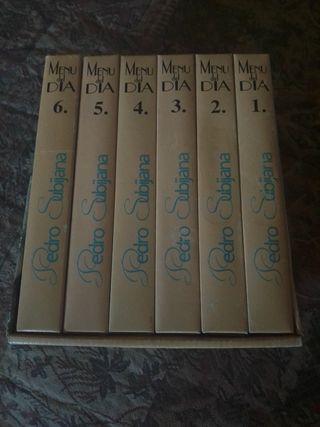 MENU
del
DIA
6.
Pedro Subijana
MENU
del
DIA
5.
Pedro Subijana
MENU
del
DIA
4.
Pedro Subijana
MENU
del
DIA
3.
Pedro Subijana
MENU
del
DIA
2.
Pedro Subijana
MENU
del
DIA
1.
Pedro Subijana